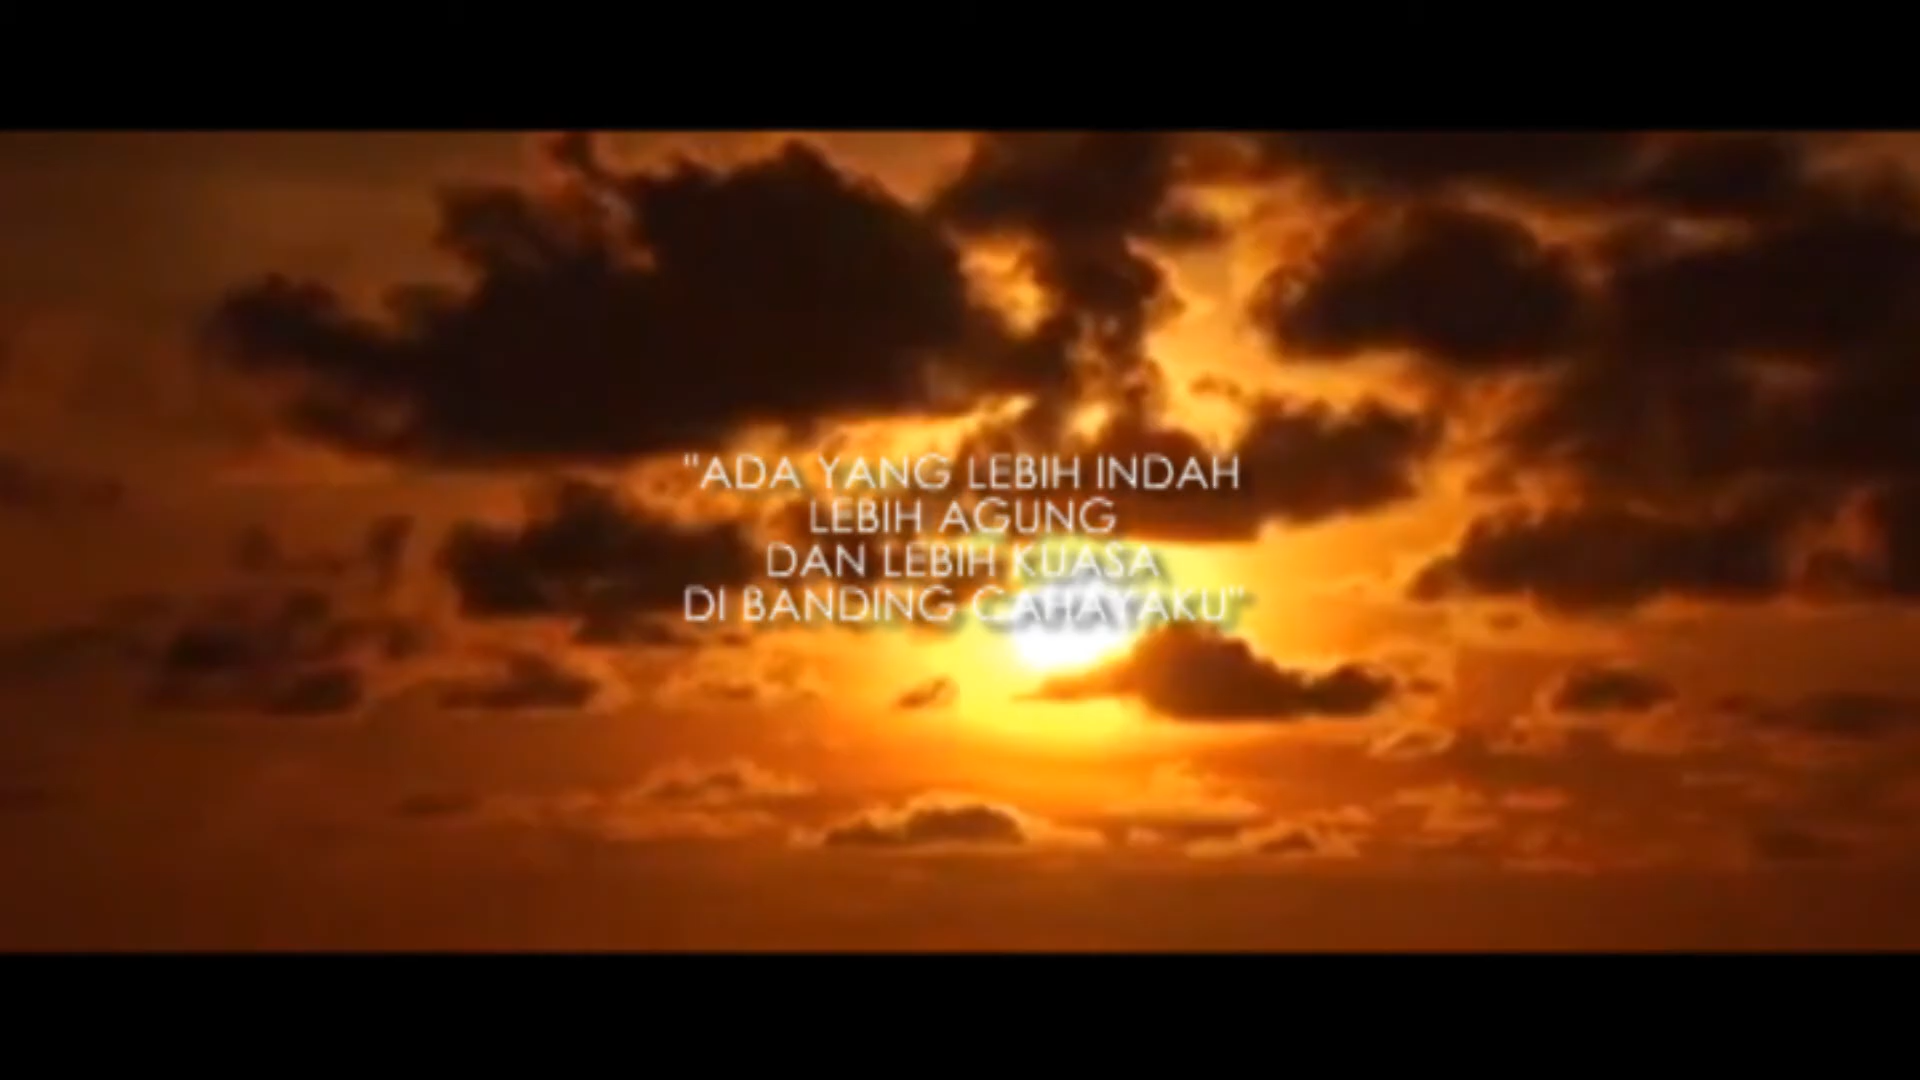 "ADA YANG LEBIH INDAH
LEBIH AGUNG
DAN LEBIH KUASA
DI BANDING CAHAYAKU"